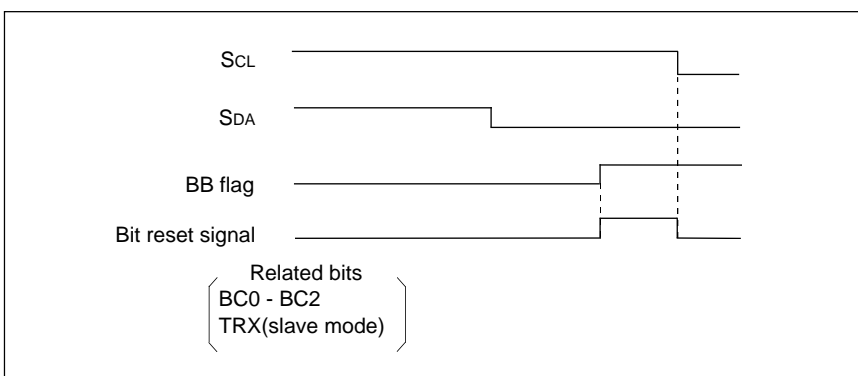 SCL
SDA
BB flag
Bit reset signal
Related bits
BC0 - BC2
TRX(slave mode)